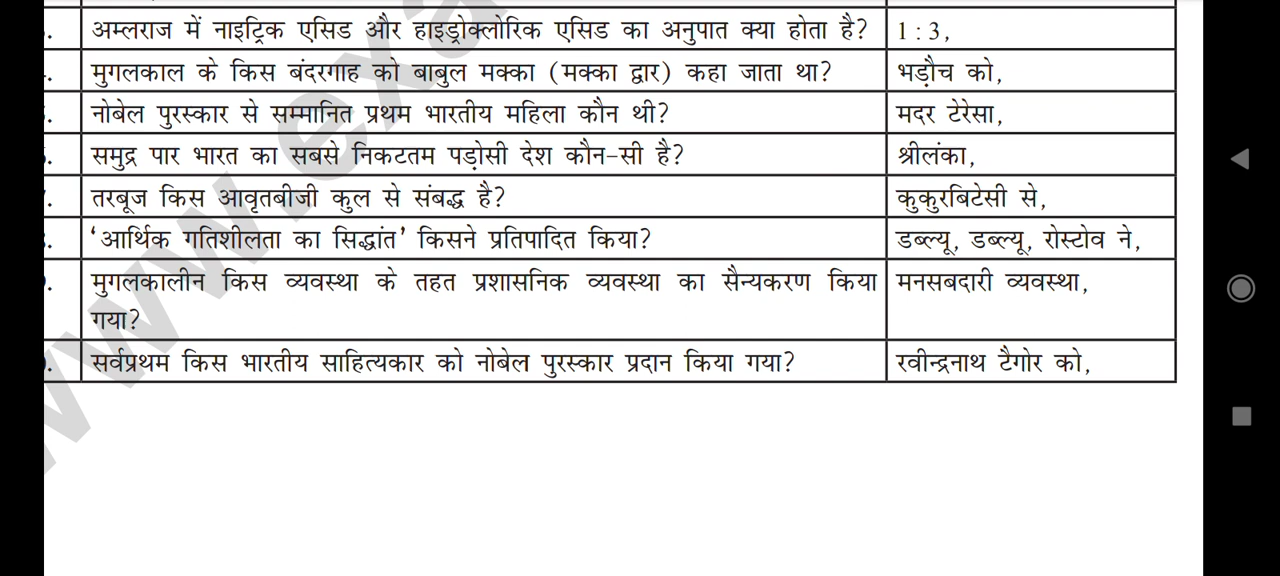 अम्लराज में नाइट्रिक एसिड और हाइड्रोक्लोरिक एसिड का अनुपात क्या होता है? 1 : 3,
मुगलकाल के किस बंदरगाह को बाबुल मक्का (मक्का द्वार) कहा जाता था? भड़ौच को,
नोबेल पुरस्कार से सम्मानित प्रथम भारतीय महिला कौन थी? मदर टेरेसा,
समुद्र पार भारत का सबसे निकटतम पड़ोसी देश कौन-सी है? श्रीलंका,
तरबूज किस आवृतबीजी कुल से संबद्ध है? कुकुरबिटेसी से,
‘आर्थिक गतिशीलता का सिद्धांत’ किसने प्रतिपादित किया? डब्ल्यू, डब्ल्यू, रोस्टोव ने,
मुगलकालीन किस व्यवस्था के तहत प्रशासनिक व्यवस्था का सैन्यकरण किया मनसबदारी व्यवस्था,
गया?
सर्वप्रथम किस भारतीय साहित्यकार को नोबेल पुरस्कार प्रदान किया गया? रवीन्द्रनाथ टैगोर को,
www.exa